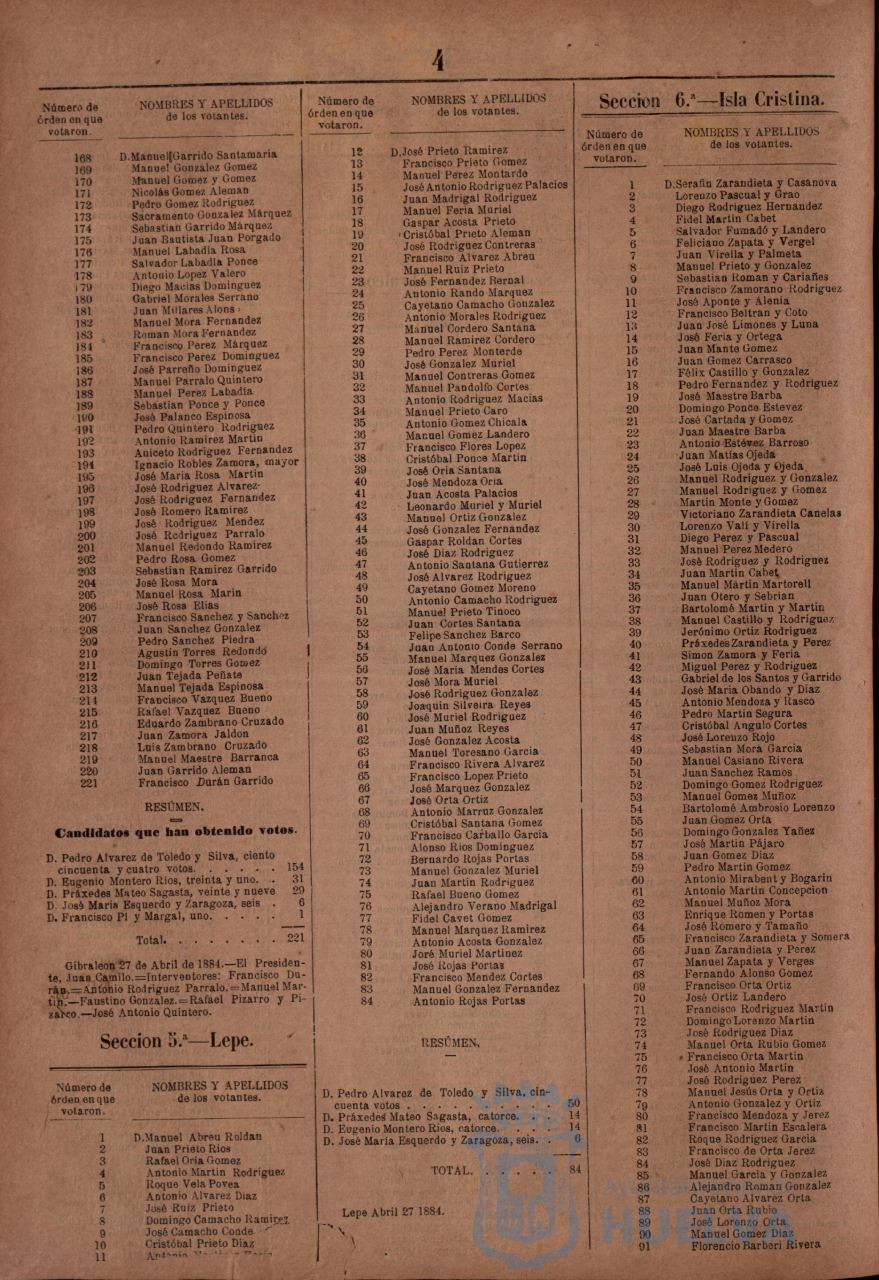 4
Número de
órden en que
votaron.
NOMBRES Y APELLIDOS
de los votantes.
168 D. Manuel Garrido Santamaria
169 Manuel Gonzalez Gomez
170 Manuel Gomez y Gomez
171 Nicolás Gomez Aleman
172 Pedro Gomez Rodriguez
173 Sacramento Gonzalez Márquez
174 Sebastian Garrido Márquez
175 Juan Bautista Juan Porgado
176 Manuel Labadia Rosa
177 Salvador Labadia Ponce
178 Antonio Lopez Valero
179 Diego Macias Dominguez
180 Gabriel Morales Serrano
181 Juan Millares Alons
182 Manuel Mora Fernandez
183 Roman Mora Fernandez
184 Francisco Perez Márquez
185 Francisco Perez Dominguez
186 José Parreño Dominguez
187 Manuel Parralo Quintero
188 Manuel Perez Labadía
189 Sebastian Ponce y Ponce
190 José Palanco Espinosa
191 Pedro Quintero Rodriguez
192 Antonio Ramirez Martin
193 Aniceto Rodriguez Fernandez
194 Ignacio Robles Zamora, mayor
195 José Maria Rosa Martin
196 José Rodriguez Alvarez
197 José Rodriguez Fernandez
198 José Romero Ramirez
199 José Rodriguez Mendez
200 José Rodriguez Parralo
201 Manuel Redondo Ramirez
202 Pedro Rosa Gomez
203 Sebastian Ramirez Garrido
204 José Rosa Mora
205 Manuel Rosa Marin
206 José Rosa Elias
207 Francisco Sanchez y Sanchez
208 Juan Sanchez Gonzalez
209 Pedro Sanchez Piedra
210 Agustín Torres Redondo
211 Domingo Torres Gomez
212 Juan Tejada Peñate
213 Manuel Tejada Espinosa
214 Francisco Vazquez Bueno
215 Rafael Vazquez Bueno
216 Eduardo Zambrano Cruzado
217 Juan Zamora Jaldon
218 Luis Zambrano Cruzado
219 Manuel Maestre Barranca
220 Juan Garrido Aleman
221 Francisco Durán Garrido
RESÚMEN.
Candidatos que han obtenido votos.
D. Pedro Alvarez de Toledo y Silva, ciento
cincuenta y cuatro votos. . . . . . . 154
D. Eugenio Montero Rios, treinta y uno. . 31
D. Práxedes Mateo Sagasta, veinte y nueve 29
D. José Maria Esquerdo y Zaragoza, seis . 6
D. Francisco Pí y Margal, uno. . . . . 1
Total. . . . . . . . 221
Gibraleon 27 de Abril de 1884.—El Presiden-
te, Juan Camilo.=Interventores: Francisco Du-
rán.=Antonio Rodriguez Parralo.=Manuel Mar-
tin.—Faustino Gonzalez.=Rafael Pizarro y Pi-
zarco.—José Antonio Quintero.
Seccion 5.ª—Lepe.
Número de
órden en que
votaron.
NOMBRES Y APELLIDOS
de los votantes.
1 D. Manuel Abreu Roldan
2 Juan Prieto Rios
3 Rafael Oria Gomez
4 Antonio Martin Rodriguez
5 Roque Vela Povea
6 Antonio Alvarez Diaz
7 José Ruiz Prieto
8 Domingo Camacho Ramirez
9 José Camacho Conde
10 Cristóbal Prieto Diaz
11 Antonio
Número de
órden en que
votaron.
NOMBRES Y APELLIDOS
de los votantes.
12 D. José Prieto Ramirez
13 Francisco Prieto Gomez
14 Manuel Perez Montarde
15 José Antonio Rodriguez Palacios
16 Juan Madrigal Rodriguez
17 Manuel Feria Muriel
18 Gaspar Acosta Prieto
19 Cristóbal Prieto Aleman
20 José Rodriguez Contreras
21 Francisco Alvarez Abreu
22 Manuel Ruiz Prieto
23 José Fernandez Bernal
24 Antonio Rando Marquez
25 Cayetano Camacho Gonzalez
26 Antonio Morales Rodriguez
27 Manuel Cordero Santana
28 Manuel Ramirez Cordero
29 Pedro Perez Monterde
30 José Gonzalez Muriel
31 Manuel Contreras Gomez
32 Manuel Pandolfo Cortes
33 Antonio Rodriguez Macias
34 Manuel Prieto Caro
35 Antonio Gomez Chicala
36 Manuel Gomez Landero
37 Francisco Flores Lopez
38 Cristóbal Ponce Martin
39 José Oria Santana
40 José Mendoza Oria
41 Juan Acosta Palacios
42 Leonardo Muriel y Muriel
43 Manuel Ortiz Gonzalez
44 José Gonzalez Fernandez
45 Gaspar Roldan Cortes
46 José Diaz Rodriguez
47 Antonio Santana Gutierrez
48 José Alvarez Rodriguez
49 Cayetano Gomez Moreno
50 Antonio Camacho Rodriguez
51 Manuel Prieto Tinoco
52 Juan Cortes Santana
53 Felipe Sanchez Barco
54 Juan Antonio Conde Serrano
55 Manuel Marquez Gonzalez
56 José Maria Mendes Cortes
57 José Mora Muriel
58 José Rodriguez Gonzalez
59 Joaquin Silveira Reyes
60 José Muriel Rodriguez
61 Juan Muñoz Reyes
62 José Gonzalez Acosta
63 Manuel Toresano Garcia
64 Francisco Rivera Alvarez
65 Francisco Lopez Prieto
66 José Marquez Gonzalez
67 José Orta Ortiz
68 Antonio Marruz Gonzalez
69 Cristóbal Santana Gomez
70 Francisco Carballo Garcia
71 Alonso Rios Dominguez
72 Bernardo Rojas Portas
73 Manuel Gonzalez Muriel
74 Juan Martin Rodriguez
75 Rafael Bueno Gomez
76 Alejandro Verano Madrigal
77 Fidel Cavet Gomez
78 Manuel Marquez Ramirez
79 Antonio Acosta Gonzalez
80 Joré Muriel Martinez
81 José Rojas Portas
82 Francisco Mendez Cortes
83 Manuel Gonzalez Fernandez
84 Antonio Rojas Portas
RESÚMEN,
D. Pedro Alvarez de Toledo y Silva, cin-
cuenta votos . . . . . . . . . . 50
D. Práxedes Mateo Sagasta, catorce. . . 14
D. Eugenio Montero Rios, catorce. . . . 14
D. José María Esquerdo y Zaragoza, seis. . 6
TOTAL. . . . . . 84
Lepe Abril 27 1884.
Seccion 6.ª—Isla Cristina.
Número de
órden en que
votaron.
NOMBRES Y APELLIDOS
de los votantes.
1 D. Serafin Zarandieta y Casanova
2 Lorenzo Pascual y Grao
3 Diego Rodriguez Hernandez
4 Fidel Martin Cabet
5 Salvador Fumadó y Landero
6 Feliciano Zapata y Vergel
7 Juan Virella y Palmeta
8 Manuel Prieto y Gonzalez
9 Sebastian Roman y Cariañes
10 Francisco Zamorano Rodriguez
11 José Aponte y Alenia
12 Francisco Beltran y Coto
13 Juan José Limones y Luna
14 José Feria y Ortega
15 Juan Mante Gomez
16 Juan Gomez Carrasco
17 Félix Castillo y Gonzalez
18 Pedro Fernandez y Rodriguez
19 José Maestre Barba
20 Domingo Ponce Estevez
21 José Cartada y Gomez
22 Juan Maestre Barba
23 Antonio Estévez Barroso
24 Juan Matías Ojeda
25 José Luis Ojeda y Ojeda
26 Manuel Rodriguez y Gonzalez
27 Manuel Rodriguez y Gomez
28 Martin Monte y Gomez
29 Victoriano Zarandieta Canelas
30 Lorenzo Vall y Virella
31 Diego Perez y Pascual
32 Manuel Perez Medero
33 José Rodriguez y Rodriguez
34 Juan Martin Cabet
35 Manuel Mártin Martorell
36 Juan Otero y Sebrian
37 Bartolomé Martin y Martin
38 Manuel Castillo y Rodriguez
39 Jerónimo Ortiz Rodriguez
40 Práxedes Zarandieta y Perez
41 Simon Zamora y Feria
42 Miguel Perez y Rodriguez
43 Gabriel de los Santos y Garrido
44 José Maria Obando y Diaz
45 Antonio Mendoza y Rasco
46 Pedro Martin Segura
47 Cristóbal Angulo Cortes
48 José Lorenzo Rojo
49 Sebastian Mora Garcia
50 Manuel Casiano Rivera
51 Juan Sanchez Ramos
52 Domingo Gomez Rodriguez
53 Manuel Gomez Muñoz
54 Bartolomé Ambrosio Lorenzo
55 Juan Gomez Orta
56 Domingo Gonzalez Yañez
57 José Martin Pájaro
58 Juan Gomez Diaz
59 Pedro Martin Gomez
60 Antonio Mirabent y Bogarin
61 Antonio Martin Concepcion
62 Manuel Muñoz Mora
63 Enrique Romen y Portas
64 José Romero y Tamaño
65 Francisco Zarandieta y Somera
66 Juan Zarandieta y Perez
67 Manuel Zapata y Verges
68 Fernando Alonso Gomez
69 Francisco Orta Ortiz
70 José Ortiz Landero
71 Francisco Rodriguez Martin
72 Domingo Lorenzo Martin
73 José Rodriguez Diaz
74 Manuel Orta Rubio Gomez
75 Francisco Orta Martin
76 José Antonio Martin
77 José Rodriguez Perez
78 Manuel Jesús Orta y Ortiz
79 Antonio Gonzalez y Ortiz
80 Francisco Mendoza y Jerez
81 Francisco Martin Escalera
82 Roque Rodriguez Garcia
83 Francisco de Orta Jerez
84 José Diaz Rodriguez
85 Manuel Garcia y Gonzalez
86 Alejandro Roman Gonzalez
87 Cayetano Alvarez Orta
88 Juan Orta Rubio
89 José Lorenzo Orta
90 Manuel Gomez Diaz
91 Florencio Barberi Rivera